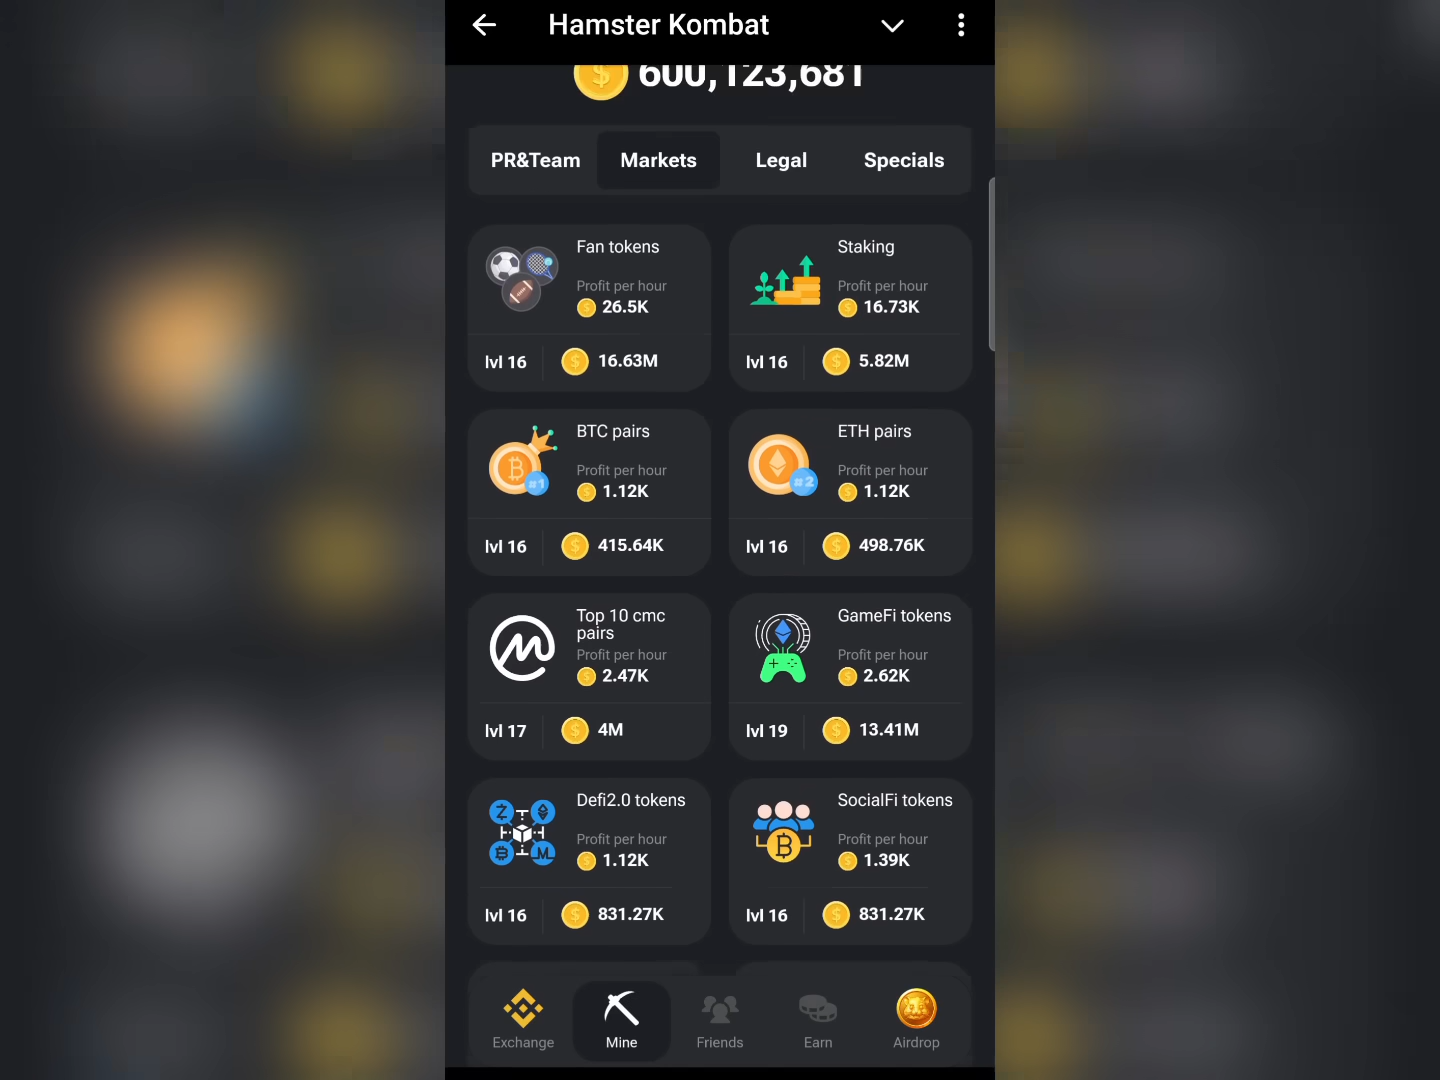 Hamster Kombat
600,123,681
PR&Team Markets Legal Specials
Fan tokens
Profit per hour
26.5K
lvl 16 16.63M
Staking
Profit per hour
16.73K
lvl 16 5.82M
BTC pairs
Profit per hour
#1 1.12K
lvl 16 415.64K
ETH pairs
Profit per hour
#2 1.12K
lvl 16 498.76K
Top 10 cmc
pairs
Profit per hour
2.47K
lvl 17 4M
GameFi tokens
Profit per hour
2.62K
lvl 19 13.41M
Defi2.0 tokens
Profit per hour
1.12K
lvl 16 831.27K
SocialFi tokens
Profit per hour
1.39K
lvl 16 831.27K
Exchange Mine Friends Earn Airdrop